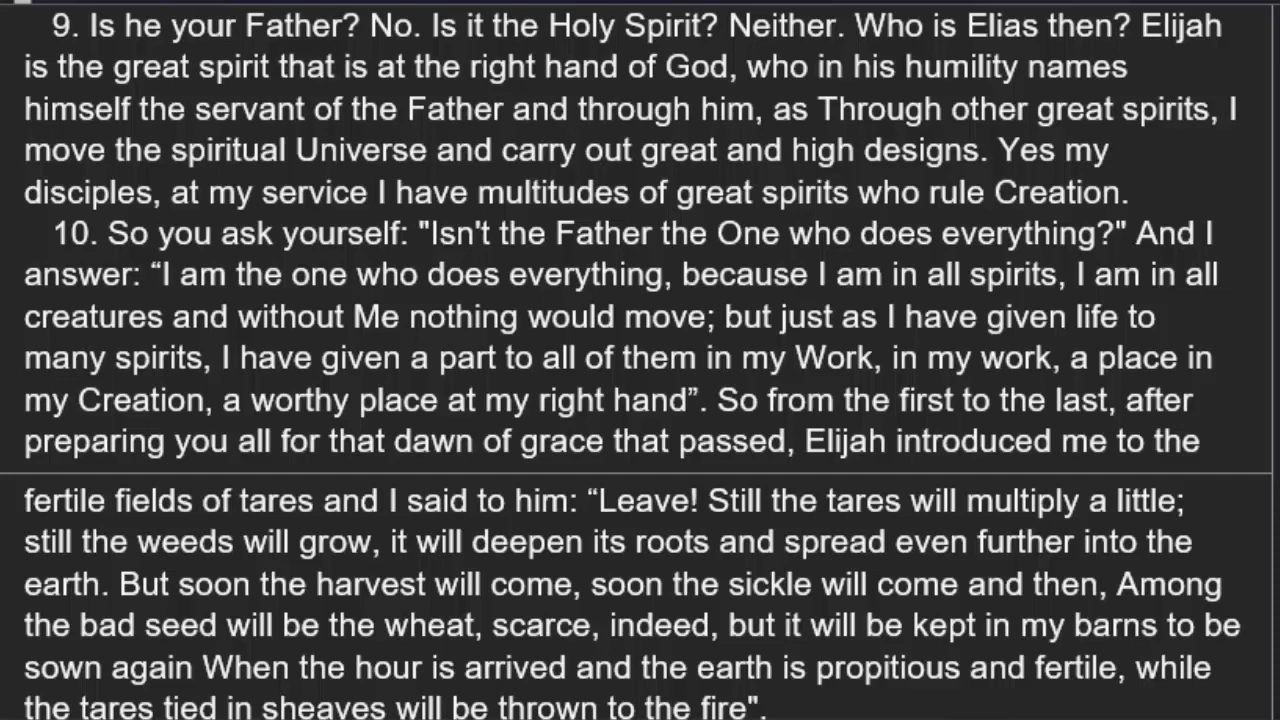 9. Is he your Father? No. Is it the Holy Spirit? Neither. Who is Elias then? Elijah
is the great spirit that is at the right hand of God, who in his humility names
himself the servant of the Father and through him, as Through other great spirits, I
move the spiritual Universe and carry out great and high designs. Yes my
disciples, at my service I have multitudes of great spirits who rule Creation.
10. So you ask yourself: "Isn't the Father the One who does everything?" And I
answer: “I am the one who does everything, because I am in all spirits, I am in all
creatures and without Me nothing would move; but just as I have given life to
many spirits, I have given a part to all of them in my Work, in my work, a place in
my Creation, a worthy place at my right hand”. So from the first to the last, after
preparing you all for that dawn of grace that passed, Elijah introduced me to the
fertile fields of tares and I said to him: “Leave! Still the tares will multiply a little;
still the weeds will grow, it will deepen its roots and spread even further into the
earth. But soon the harvest will come, soon the sickle will come and then, Among
the bad seed will be the wheat, scarce, indeed, but it will be kept in my barns to be
sown again When the hour is arrived and the earth is propitious and fertile, while
the tares tied in sheaves will be thrown to the fire".